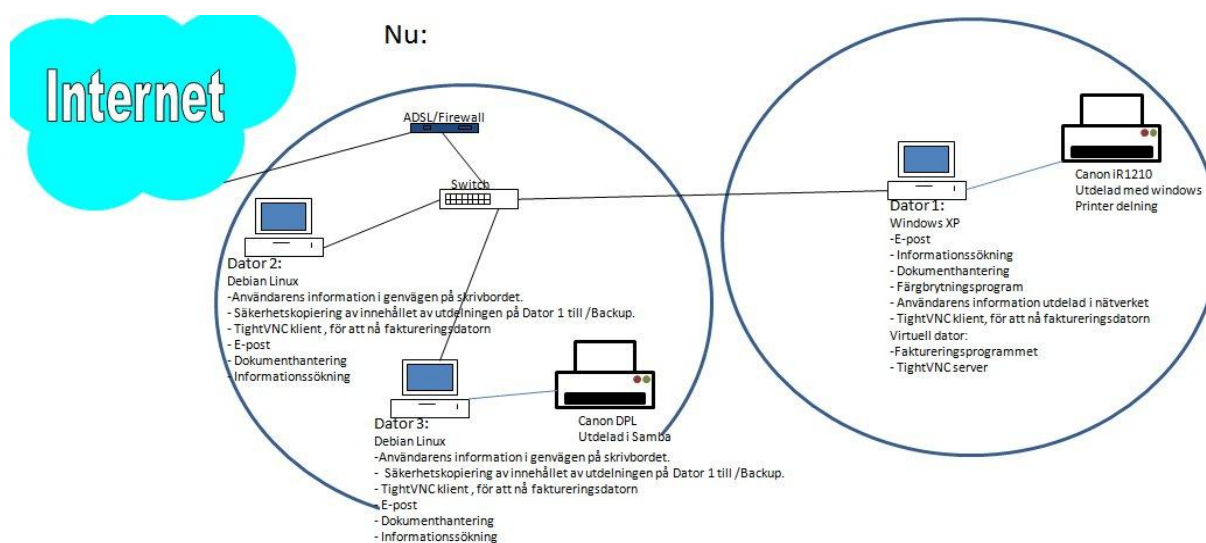 Nu:
Internet
ADSL/Firewall
Switch
Dator 2:
Debian Linux
-Användarens information i genvägen på skrivbordet.
- Säkerhetskopiering av innehållet av utdelningen på Dator 1 till /Backup.
- TightVNC klient , för att nå faktureringsdatorn
- E-post
- Dokumenthantering
- Informationssökning
Dator 3:
Debian Linux
-Användarens information i genvägen på skrivbordet.
- Säkerhetskopiering av innehållet av utdelningen på Dator 1 till /Backup.
- TightVNC klient , för att nå faktureringsdatorn
- E-post
- Dokumenthantering
- Informationssökning
Canon DPL
Utdelad i Samba
Dator 1:
Windows XP
-E-post
- Informationssökning
- Dokumenthantering
- Färgbrytningsprogram
- Användarens information utdelad i nätverket
- TightVNC klient, för att nå faktureringsdatorn
Virtuell dator:
-Faktureringsprogrammet
- TightVNC server
Canon iR1210
Utdelad med windows
Printer delning